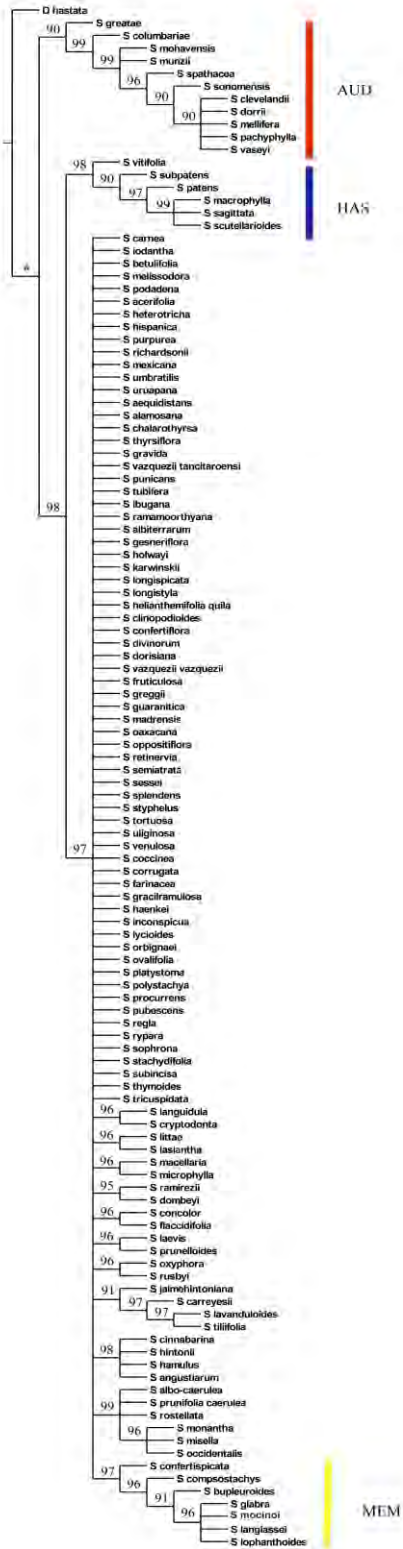 D hastata
90
S greatae
99
S columbariae
99
S mohavensis
S munzii
96
S spathacea
90
S sonomensis
90
S clevelandii
S dorrii
S mellifera
S pachyphylla
S vaseyi
AUD
98
S vitifolia
90
S subpatens
97
S patens
99
S macrophylla
S sagittata
S scutellarioides
HAS
*
98
97
S carnea
S iodantha
S betulifolia
S melissodora
S podadena
S acerifolia
S heterotricha
S hispanica
S purpurea
S richardsonii
S mexicana
S umbratilis
S uruapana
S aequidistans
S alamosana
S chalarothyrsa
S thyrsiflora
S gravida
S vazquezii tancitaroensi
S punicans
S tubifera
S ibugana
S ramamoorthyana
S albiterrarum
S gesneriflora
S holwayi
S karwinskii
S longispicata
S longistyla
S helianthemifolia quila
S clinopodioides
S confertiflora
S divinorum
S dorisiana
S vazquezii vazquezii
S fruticulosa
S greggii
S guaranitica
S madrensis
S oaxacana
S oppositiflora
S retinervia
S semiatrata
S sessei
S splendens
S styphelus
S tortuosa
S uliginosa
S venulosa
S coccinea
S corrugata
S farinacea
S gracilramulosa
S haenkei
S inconspicua
S lycioides
S orbignaei
S ovalifolia
S platystoma
S polystachya
S procurrens
S pubescens
S regla
S rypara
S sophrona
S stachydifolia
S subincisa
S thymoides
S tricuspidata
96
S languidula
S cryptodonta
96
S littae
S lasiantha
96
S macellaria
S microphylla
95
S ramirezii
S dombeyi
96
S concolor
S flaccidifolia
96
S laevis
S prunelloides
96
S oxyphora
S rusbyi
91
S jaimehintoniana
97
S carreyesii
97
S lavanduloides
S tiliifolia
98
S cinnabarina
S hintonii
S hamulus
S angustiarum
99
S albo-caerulea
S prunifolia caerulea
S rostellata
96
S monantha
S misella
S occidentalis
97
S confertispicata
96
S compsostachys
91
S bupleuroides
96
S glabra
S mocinoi
S langlassei
S lophanthoides
MEM